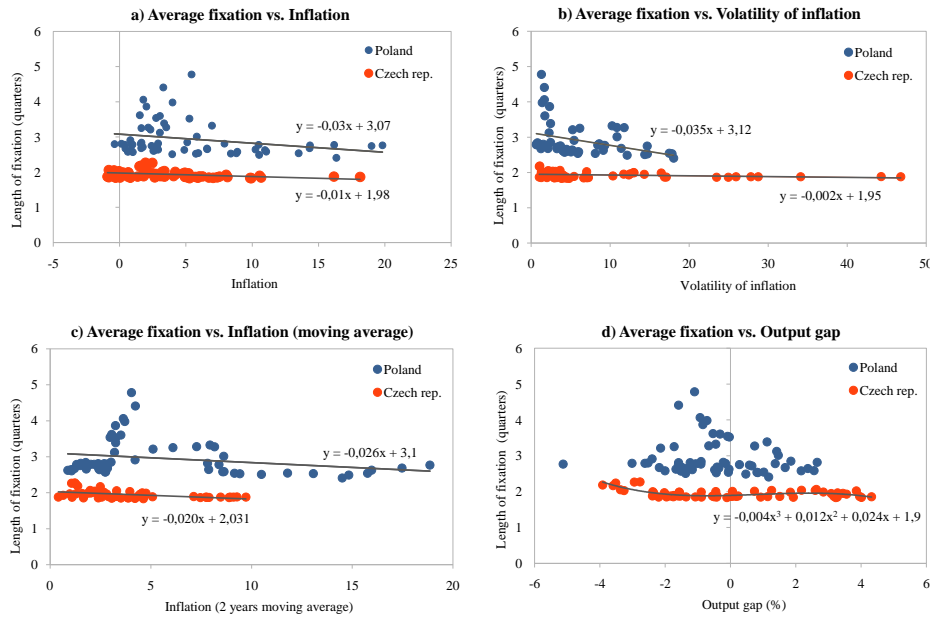 a) Average fixation vs. Inflation
Length of fixation (quarters)
6
5
4
3
2
1
0
-5
0
5
10
15
20
25
Inflation
Poland
Czech rep.
y = -0,03x + 3,07
y = -0,01x + 1,98
b) Average fixation vs. Volatility of inflation
Length of fixation (quarters)
6
5
4
3
2
1
0
0
10
20
30
40
50
Volatility of inflation
Poland
Czech rep.
y = -0,035x + 3,12
y = -0,002x + 1,95
c) Average fixation vs. Inflation (moving average)
Length of fixation (quarters)
6
5
4
3
2
1
0
0
5
10
15
20
Inflation (2 years moving average)
Poland
Czech rep.
y = -0,026x + 3,1
y = -0,020x + 2,031
d) Average fixation vs. Output gap
Length of fixation (quarters)
6
5
4
3
2
1
0
-6
-4
-2
0
2
4
6
Output gap (%)
Poland
Czech rep.
y = -0,004x³ + 0,012x² + 0,024x + 1,9